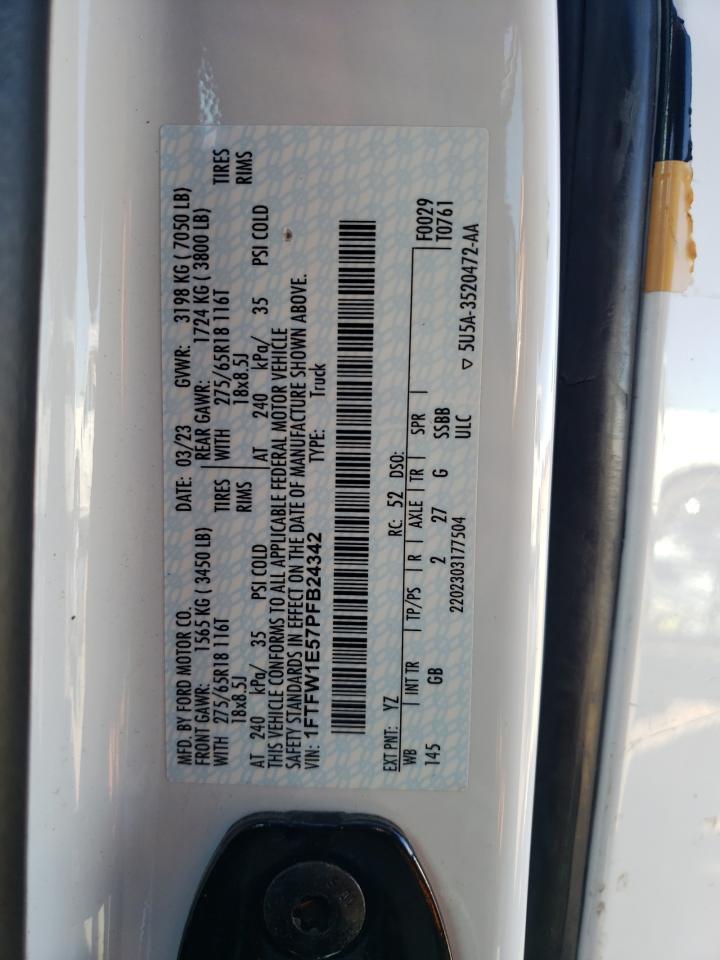 MFD. BY FORD MOTOR CO. DATE: 03/23 GVWR: 3198 KG ( 7050 LB)
FRONT GAWR: 1565 KG ( 3450 LB) REAR GAWR: 1724 KG ( 3800 LB)
WITH 275/65R18 116T TIRES WITH 275/65R18 116T TIRES
18x8.5J RIMS 18x8.5J RIMS
AT 240 kPa/ 35 PSI COLD AT 240 kPa/ 35 PSI COLD
THIS VEHICLE CONFORMS TO ALL APPLICABLE FEDERAL MOTOR VEHICLE
SAFETY STANDARDS IN EFFECT ON THE DATE OF MANUFACTURE SHOWN ABOVE.
VIN: 1FTFW1E57PFB24342 TYPE: Truck
EXT PNT: YZ RC: 52 DSO: F0029
WB INT TR TP/PS R AXLE TR SPR T0761
145 GB 2 27 G SSBB
2202303177504 ULC ▽ 5U5A-3520472-AA